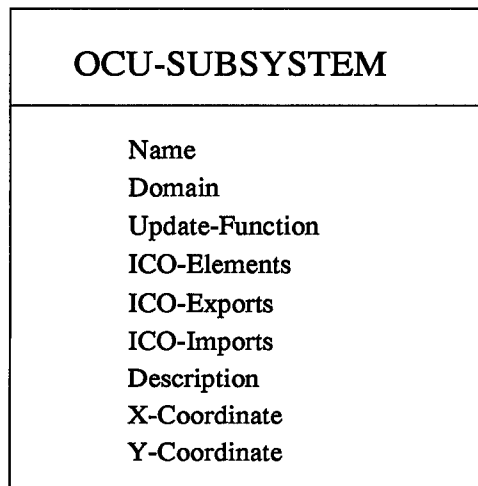 OCU-SUBSYSTEM
Name
Domain
Update-Function
ICO-Elements
ICO-Exports
ICO-Imports
Description
X-Coordinate
Y-Coordinate